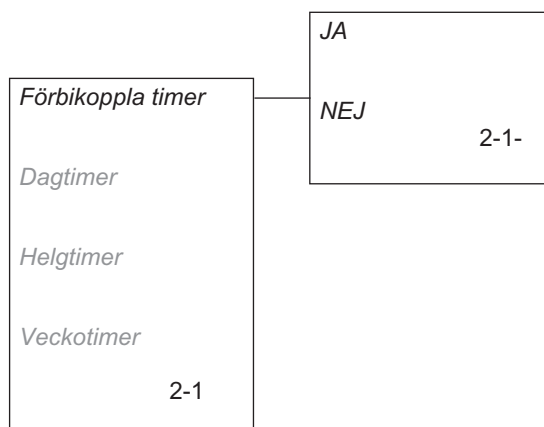 JA
NEJ
2-1-
Förbikoppla timer
Dagtimer
Helgtimer
Veckotimer
2-1